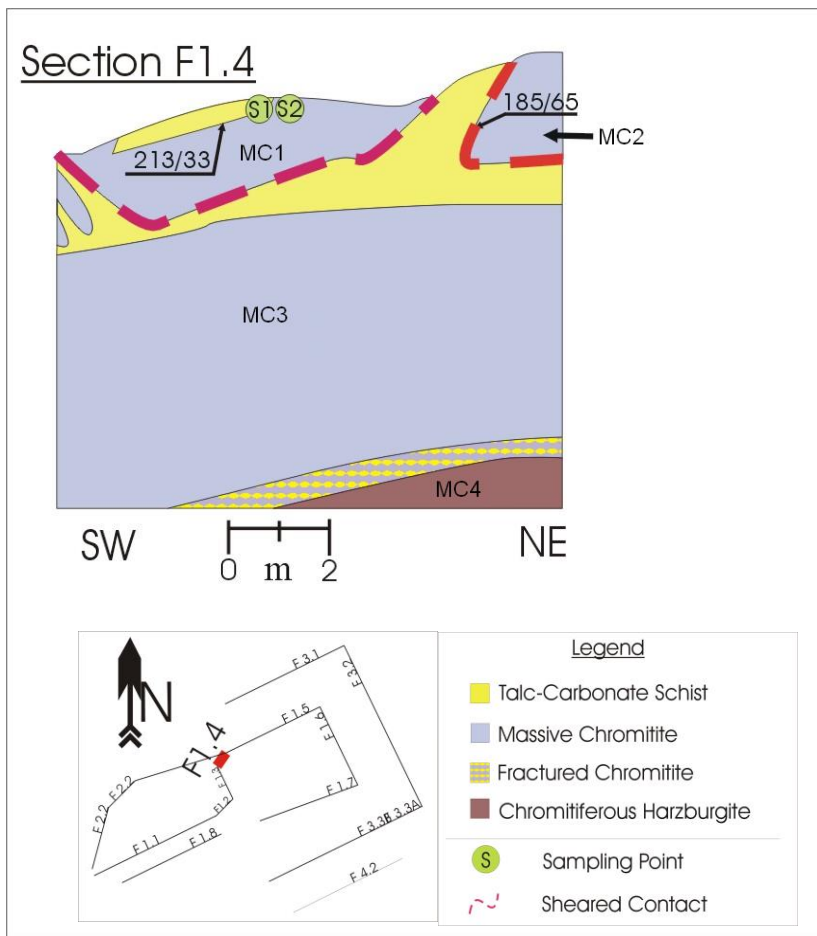 Section F1.4
S1 S2
185/65
MC2
213/33
MC1
MC3
MC4
SW
NE
0 m 2
N
F1.4
F 3.1
F 3.2
F 1.5
F 1.6
F 1.3
F 2.2
F 2.2
F1.2
F 1.7
F 1.1
F 1.8
F 3.3A
F 4.2
Legend
Talc-Carbonate Schist
Massive Chromitite
Fractured Chromitite
Chromitiferous Harzburgite
S Sampling Point
Sheared Contact